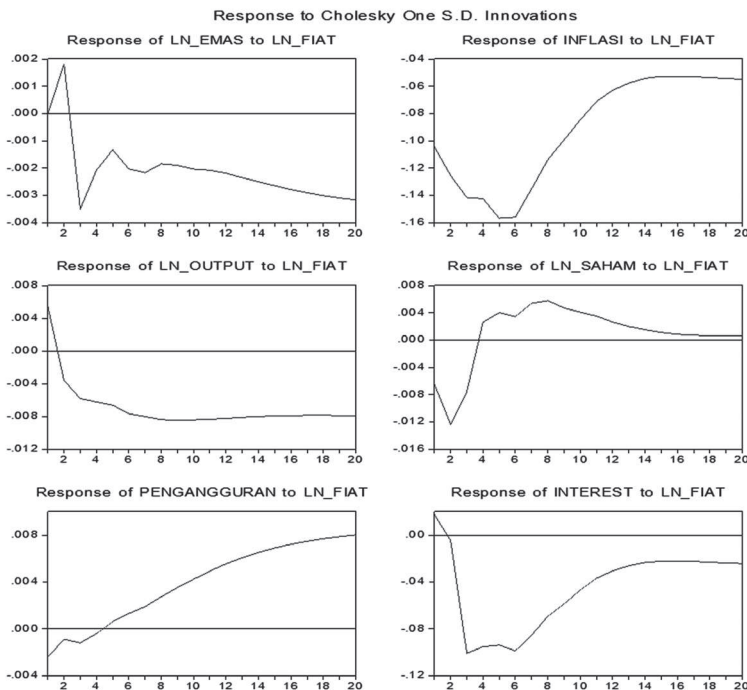 Response to Cholesky One S.D. Innovations
Response of LN_EMAS to LN_FIAT
.002
.001
.000
-.001
-.002
-.003
-.004
2 4 6 8 10 12 14 16 18 20
Response of INFLASI to LN_FIAT
-.04
-.06
-.08
-.10
-.12
-.14
-.16
2 4 6 8 10 12 14 16 18 20
Response of LN_OUTPUT to LN_FIAT
.008
.004
.000
-.004
-.008
-.012
2 4 6 8 10 12 14 16 18 20
Response of LN_SAHAM to LN_FIAT
.008
.004
.000
-.004
-.008
-.012
-.016
2 4 6 8 10 12 14 16 18 20
Response of PENGANGGURAN to LN_FIAT
.008
.004
.000
-.004
2 4 6 8 10 12 14 16 18 20
Response of INTEREST to LN_FIAT
.00
-.04
-.08
-.12
2 4 6 8 10 12 14 16 18 20